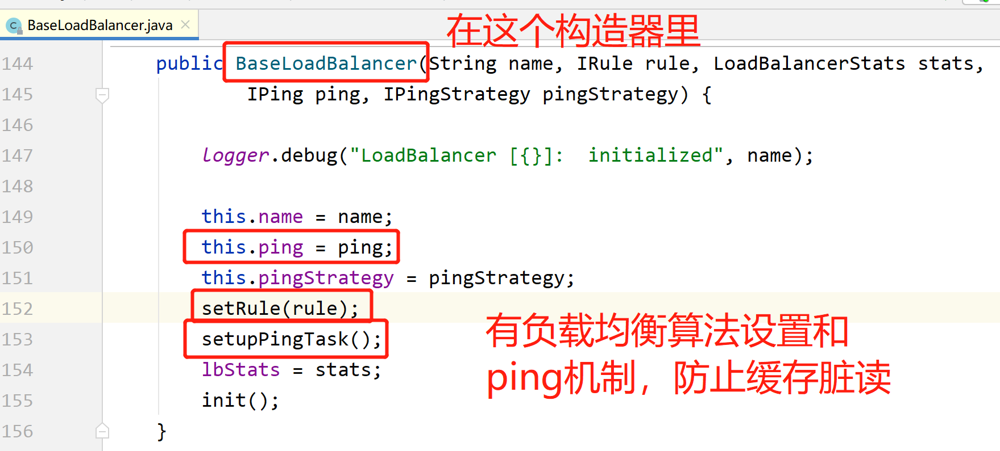 BaseLoadBalancer.java
在这个构造器里
144 public BaseLoadBalancer(String name, IRule rule, LoadBalancerStats stats,
145 IPing ping, IPingStrategy pingStrategy) {
146
147 logger.debug("LoadBalancer [{}]:  initialized", name);
148
149 this.name = name;
150 this.ping = ping;
151 this.pingStrategy = pingStrategy;
152 setRule(rule);
153 setupPingTask();
有负载均衡算法设置和
154 lbStats = stats;
ping机制，防止缓存脏读
155 init();
156 }